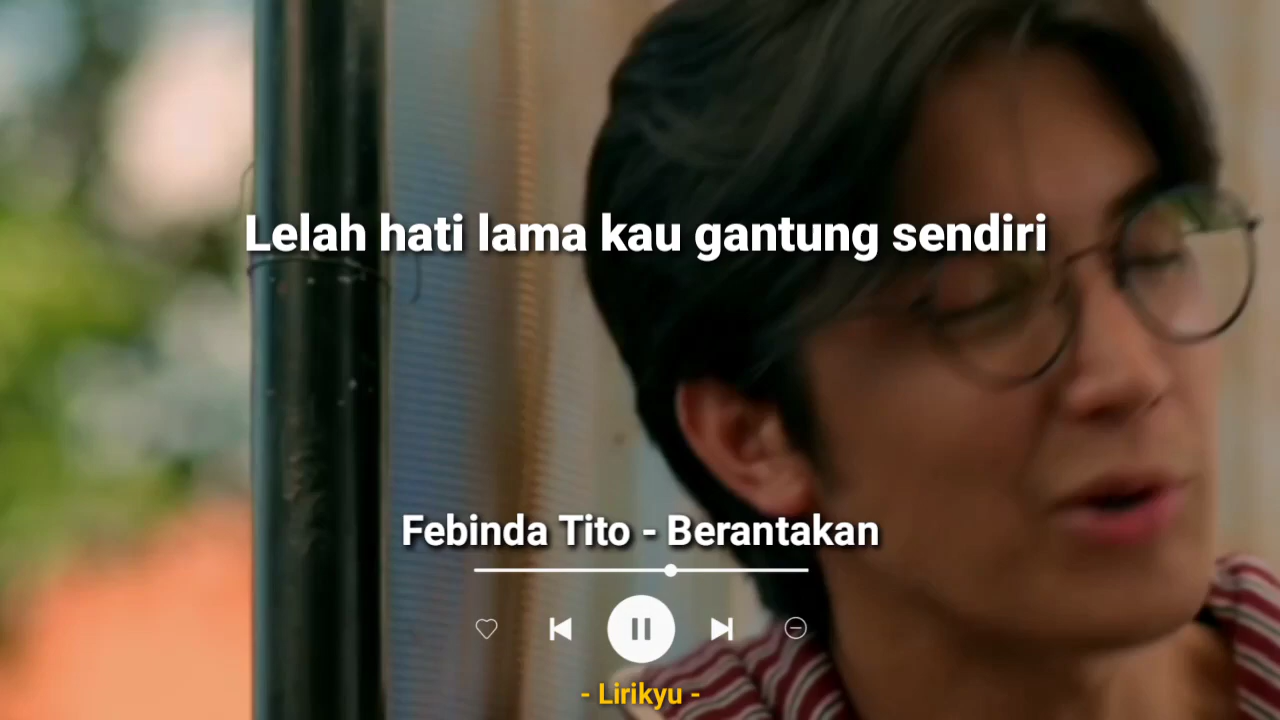 Lelah hati lama kau gantung sendiri
Febinda Tito - Berantakan
- Lirikyu -